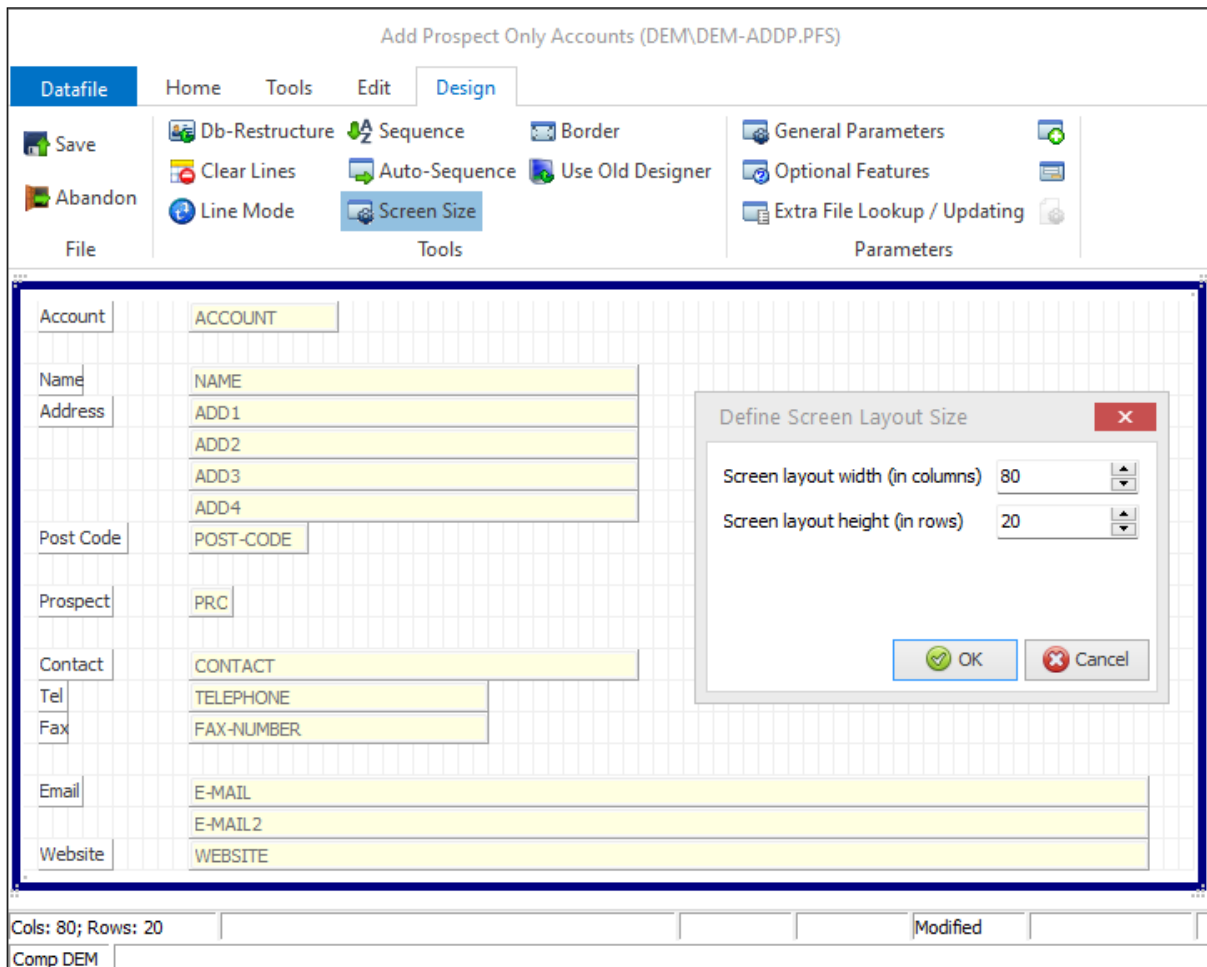 Add Prospect Only Accounts (DEM\DEM-ADDP.PFS)
Datafile Home Tools Edit Design
Save Db-Restructure Sequence Border General Parameters
Clear Lines Auto-Sequence Use Old Designer Optional Features
Abandon Line Mode Screen Size Extra File Lookup / Updating
File Tools Parameters
Account ACCOUNT
Name NAME
Address ADD1
ADD2
ADD3
ADD4
Post Code POST-CODE
Prospect PRO
Contact CONTACT
Tel TELEPHONE
Fax FAX-NUMBER
Email E-MAIL
E-MAIL2
Website WEBSITE
Define Screen Layout Size
Screen layout width (in columns) 80
Screen layout height (in rows) 20
OK Cancel
Cols: 80; Rows: 20 Modified
Comp DEM